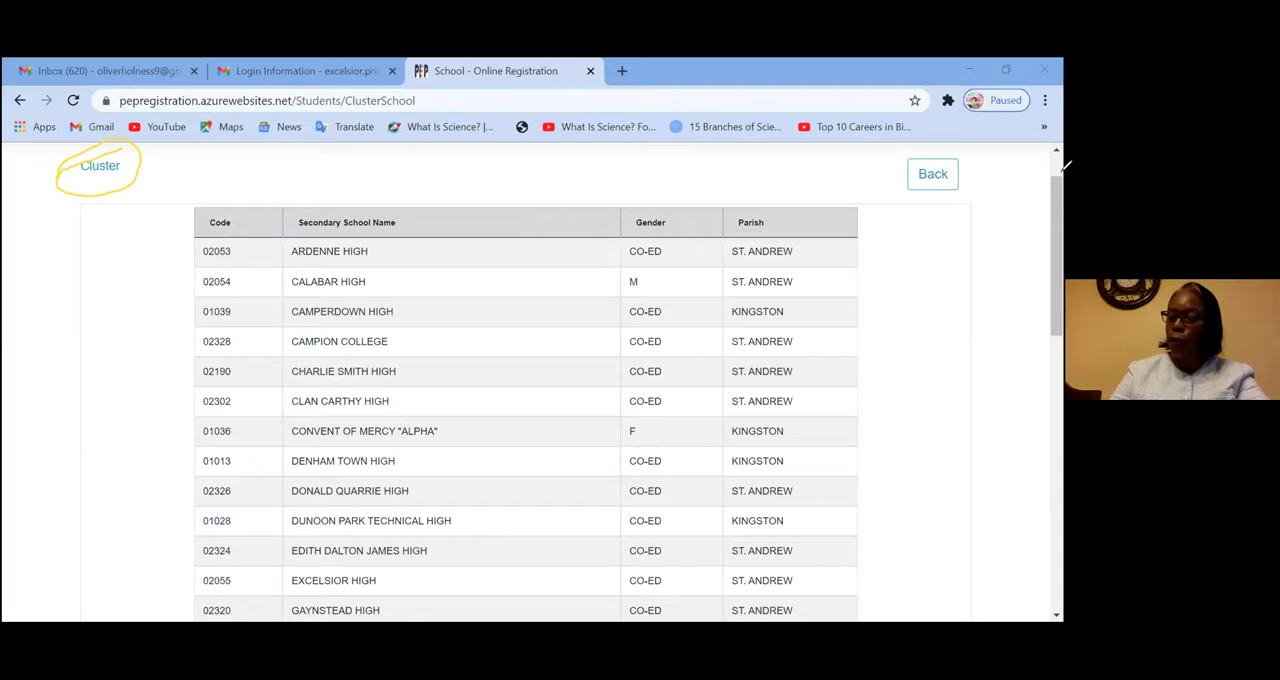 Inbox (620) - oliverholness9@gm
Login Information - excelsior.pri
PEP School - Online Registration
pepregistration.azurewebsites.net/Students/ClusterSchool
Paused
Apps Gmail YouTube Maps News Translate What Is Science? |... What Is Science? Fo... 15 Branches of Scie... Top 10 Careers in Bi...
Cluster
Back
Code Secondary School Name Gender Parish
02053 ARDENNE HIGH CO-ED ST. ANDREW
02054 CALABAR HIGH M ST. ANDREW
01039 CAMPERDOWN HIGH CO-ED KINGSTON
02328 CAMPION COLLEGE CO-ED ST. ANDREW
02190 CHARLIE SMITH HIGH CO-ED ST. ANDREW
02302 CLAN CARTHY HIGH CO-ED ST. ANDREW
01036 CONVENT OF MERCY "ALPHA" F KINGSTON
01013 DENHAM TOWN HIGH CO-ED KINGSTON
02326 DONALD QUARRIE HIGH CO-ED ST. ANDREW
01028 DUNOON PARK TECHNICAL HIGH CO-ED KINGSTON
02324 EDITH DALTON JAMES HIGH CO-ED ST. ANDREW
02055 EXCELSIOR HIGH CO-ED ST. ANDREW
02320 GAYNSTEAD HIGH CO-ED ST. ANDREW